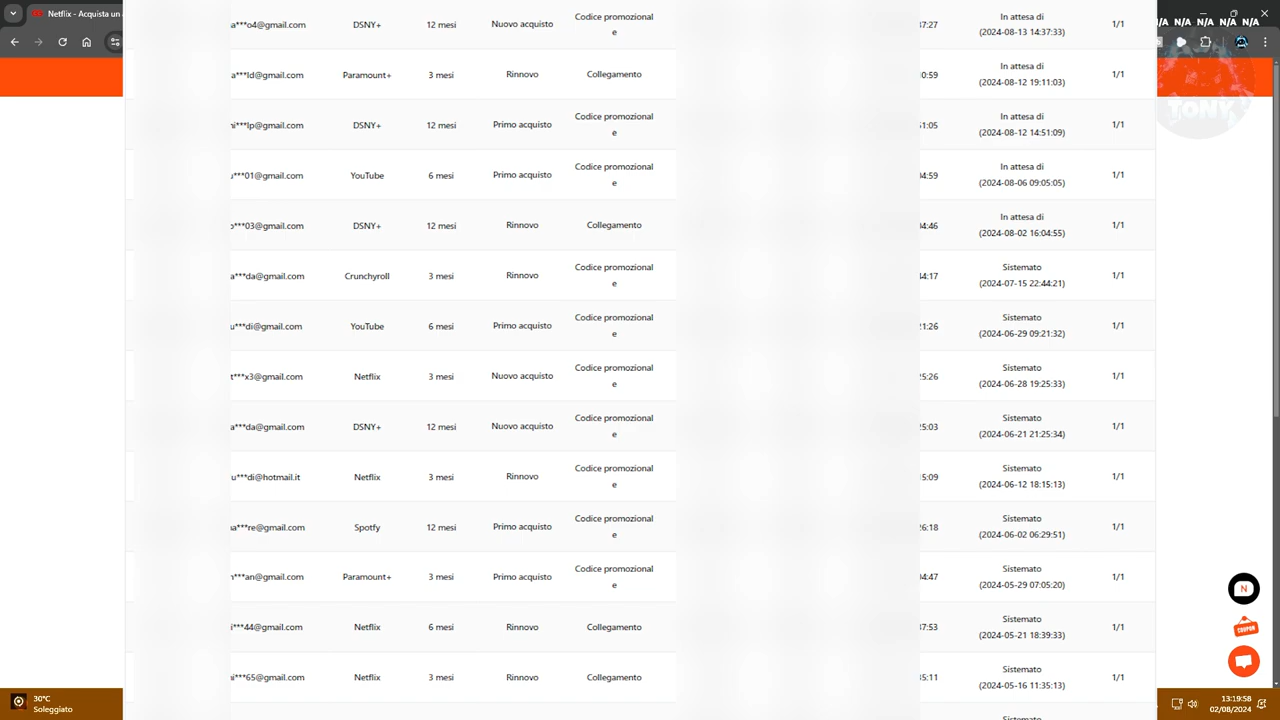 Netflix - Acquista un a
N/A N/A N/A N/A
TONY
a***o4@gmail.com DSNY+ 12 mesi Nuovo acquisto Codice promozional e 37:27 In attesa di (2024-08-13 14:37:33) 1/1
a***ld@gmail.com Paramount+ 3 mesi Rinnovo Collegamento 0:59 In attesa di (2024-08-12 19:11:03) 1/1
ni***lp@gmail.com DSNY+ 12 mesi Primo acquisto Codice promozional e 51:05 In attesa di (2024-08-12 14:51:09) 1/1
u***01@gmail.com YouTube 6 mesi Primo acquisto Codice promozional e 04:59 In attesa di (2024-08-06 09:05:05) 1/1
o***03@gmail.com DSNY+ 12 mesi Rinnovo Collegamento 04:46 In attesa di (2024-08-02 16:04:55) 1/1
a***da@gmail.com Crunchyroll 3 mesi Rinnovo Codice promozional e 44:17 Sistemato (2024-07-15 22:44:21) 1/1
u***di@gmail.com YouTube 6 mesi Primo acquisto Codice promozional e 21:26 Sistemato (2024-06-29 09:21:32) 1/1
t***x3@gmail.com Netflix 3 mesi Nuovo acquisto Codice promozional e 25:26 Sistemato (2024-06-28 19:25:33) 1/1
a***da@gmail.com DSNY+ 12 mesi Nuovo acquisto Codice promozional e 25:03 Sistemato (2024-06-21 21:25:34) 1/1
u***di@hotmail.it Netflix 3 mesi Rinnovo Codice promozional e 5:09 Sistemato (2024-06-12 18:15:13) 1/1
a***re@gmail.com Spotfy 12 mesi Primo acquisto Codice promozional e 26:18 Sistemato (2024-06-02 06:29:51) 1/1
n***an@gmail.com Paramount+ 3 mesi Primo acquisto Codice promozional e 04:47 Sistemato (2024-05-29 07:05:20) 1/1
i***44@gmail.com Netflix 6 mesi Rinnovo Collegamento 37:53 Sistemato (2024-05-21 18:39:33) 1/1
ni***65@gmail.com Netflix 3 mesi Rinnovo Collegamento 35:11 Sistemato (2024-05-16 11:35:13) 1/1
Sistemato
N
COUPON
30°C
Soleggiato
13:19:58
02/08/2024